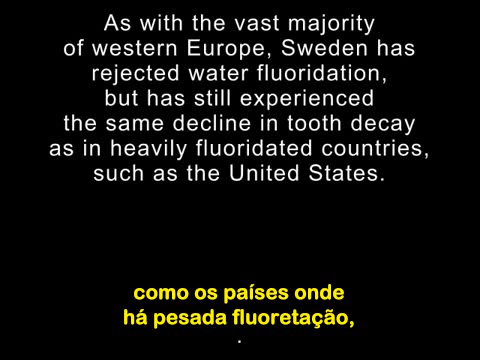 As with the vast majority
of western Europe, Sweden has
rejected water fluoridation,
but has still experienced
the same decline in tooth decay
as in heavily fluoridated countries,
such as the United States.
como os países onde
há pesada fluoretação,
.